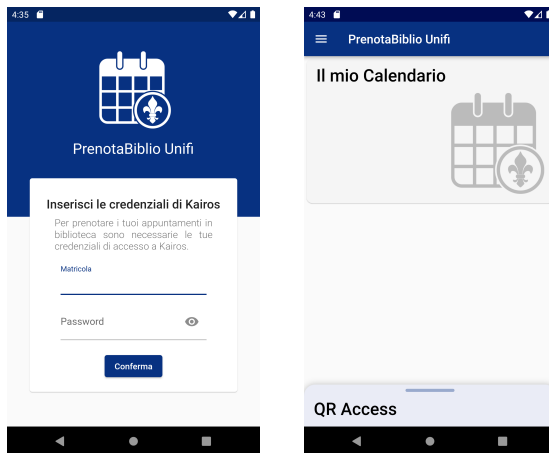 4:35
PrenotaBiblio Unifi
Inserisci le credenziali di Kairos
Per prenotare i tuoi appuntamenti in
biblioteca sono necessarie le tue
credenziali di accesso a Kairos.
Matricola
Password
Conferma
4:43
PrenotaBiblio Unifi
Il mio Calendario
QR Access